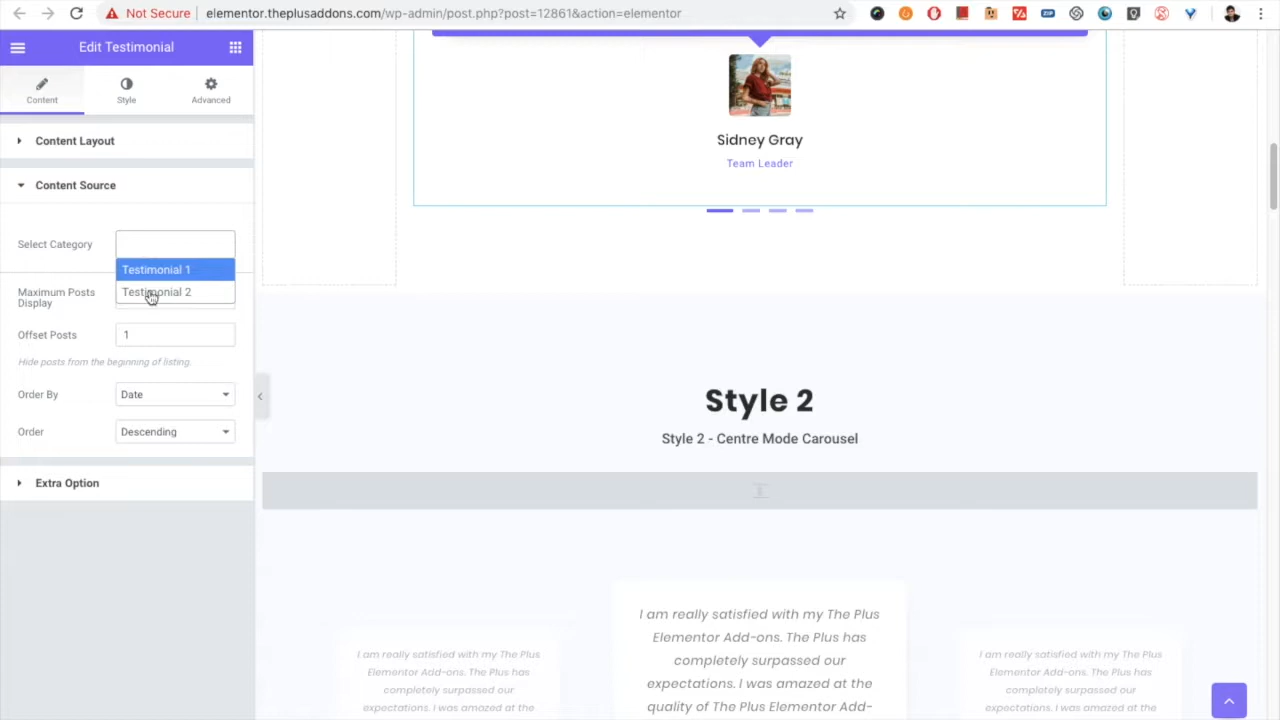 Not Secure
elementor.theplusaddons.com/wp-admin/post.php?post=12861&action=elementor
ZIP
Edit Testimonial
Content
Style
Advanced
Content Layout
Content Source
Select Category
Testimonial 1
Testimonial 2
Maximum Posts
Display
Offset Posts
1
Hide posts from the beginning of listing.
Order By
Date
Order
Descending
Extra Option
Sidney Gray
Team Leader
Style 2
Style 2 - Centre Mode Carousel
I am really satisfied with my The Plus
Elementor Add-ons. The Plus has
completely surpassed our
expectations. I was amazed at the
I am really satisfied with my The Plus
Elementor Add-ons. The Plus has
completely surpassed our
expectations. I was amazed at the
quality of The Plus Elementor Add-
I am really satisfied with my The Plus
Elementor Add-ons. The Plus has
completely surpassed our
expectations. I was amazed at the